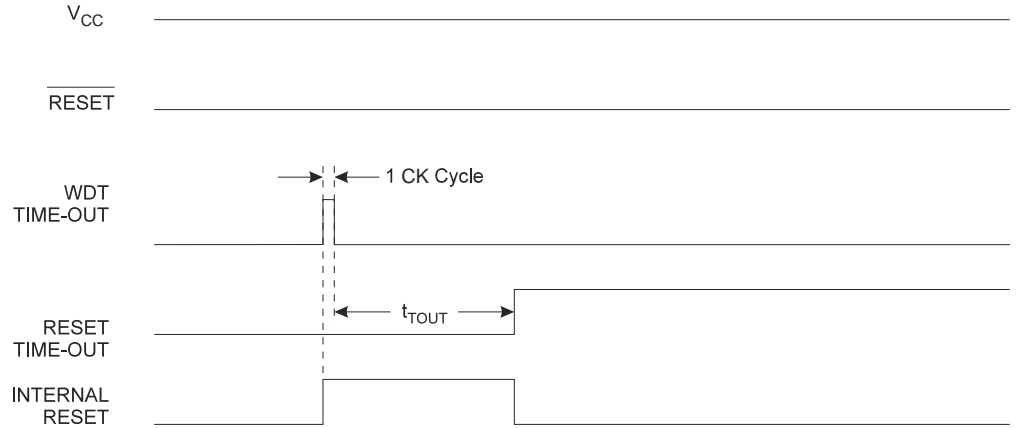 VCC
RESET
1 CK Cycle
WDT
TIME-OUT
tTOUT
RESET
TIME-OUT
INTERNAL
RESET